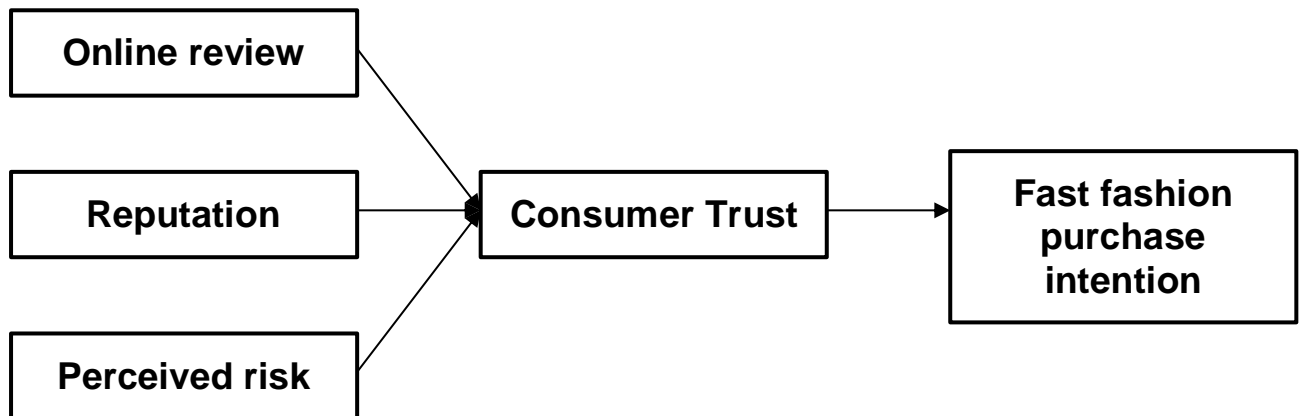 Online review
Reputation
Perceived risk
Consumer Trust
Fast fashion
purchase
intention